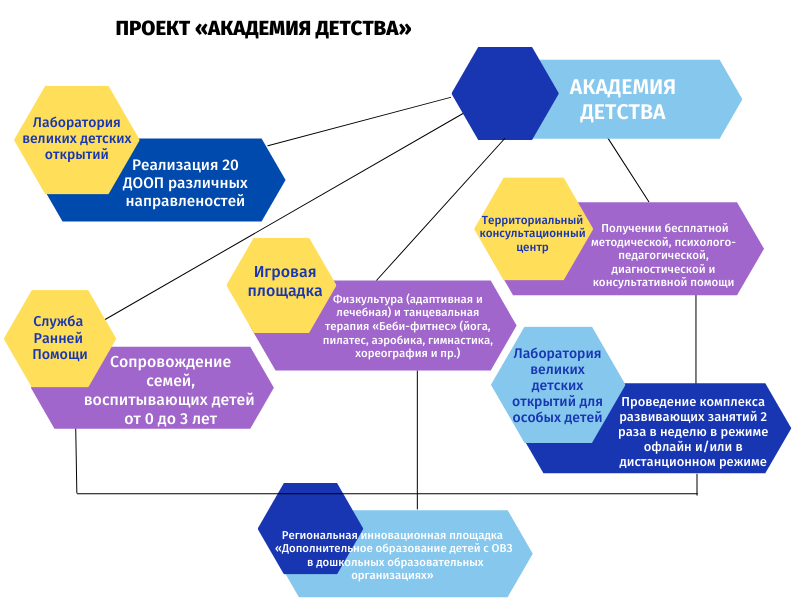 ПРОЕКТ «АКАДЕМИЯ ДЕТСТВА»
АКАДЕМИЯ
ДЕТСТВА
Лаборатория
великих детских
открытий
Реализация 20
ДООП различных
направленостей
Территориальный
консультационный
центр
Получении бесплатной
методической, психолого-
педагогической,
диагностической и
консультативной помощи
Игровая
площадка
Физкультура (адаптивная и
лечебная) и танцевальная
терапия «Беби-фитнес» (йога,
пилатес, аэробика, гимнастика,
хореография и пр.)
Служба
Ранней
Помощи
Сопровождение
семей,
воспитывающих детей
от 0 до 3 лет
Лаборатория
великих
детских
открытий для
особых детей
Проведение комплекса
развивающих занятий 2
раза в неделю в режиме
офлайн и/или в
дистанционном режиме
Региональная инновационная площадка
«Дополнительное образование детей с ОВЗ
в дошкольных образовательных
организациях»